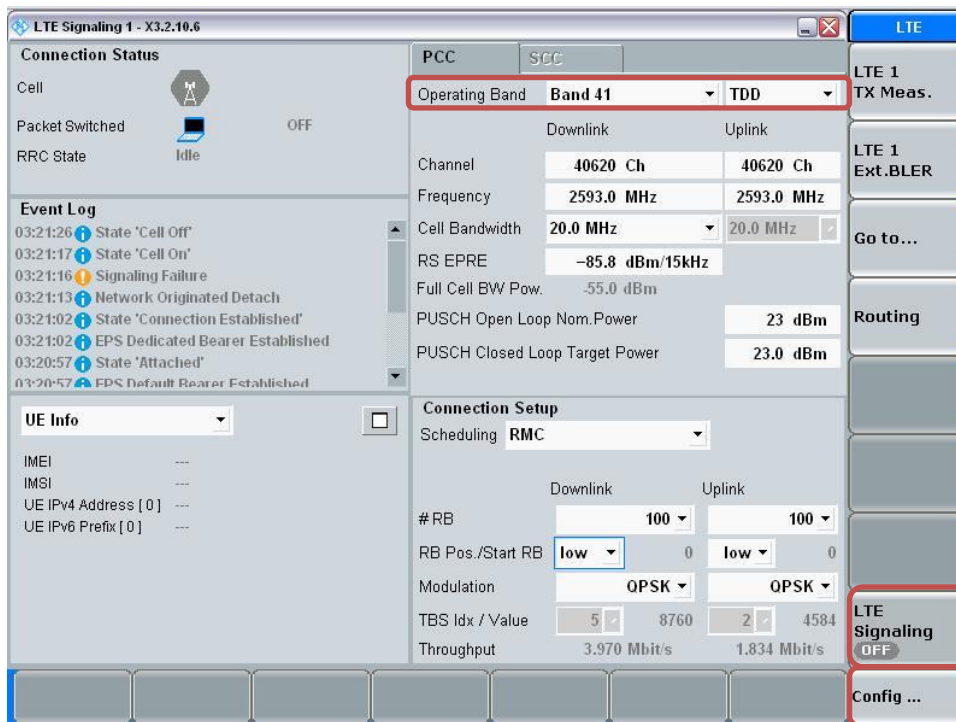 LTE Signaling 1 - X3.2.10.6
LTE
Connection Status
Cell
Packet Switched OFF
RRC State Idle
Event Log
03:21:26 State 'Cell Off'
03:21:17 State 'Cell On'
03:21:16 Signaling Failure
03:21:13 Network Originated Detach
03:21:02 State 'Connection Established'
03:21:02 EPS Dedicated Bearer Established
03:20:57 State 'Attached'
03:20:57 EPS Default Bearer Established
UE Info
IMEI ---
IMSI ---
UE IPv4 Address [ 0 ] ---
UE IPv6 Prefix [ 0 ] ---
PCC SCC
Operating Band Band 41 TDD
Downlink Uplink
Channel 40620 Ch 40620 Ch
Frequency 2593.0 MHz 2593.0 MHz
Cell Bandwidth 20.0 MHz 20.0 MHz
RS EPRE -85.8 dBm/15kHz
Full Cell BW Pow. -55.0 dBm
PUSCH Open Loop Nom.Power 23 dBm
PUSCH Closed Loop Target Power 23.0 dBm
Connection Setup
Scheduling RMC
Downlink Uplink
# RB 100 100
RB Pos./Start RB low 0 low 0
Modulation QPSK QPSK
TBS Idx / Value 5 8760 2 4584
Throughput 3.970 Mbit/s 1.834 Mbit/s
LTE 1
TX Meas.
LTE 1
Ext.BLER
Go to...
Routing
LTE
Signaling
OFF
Config ...